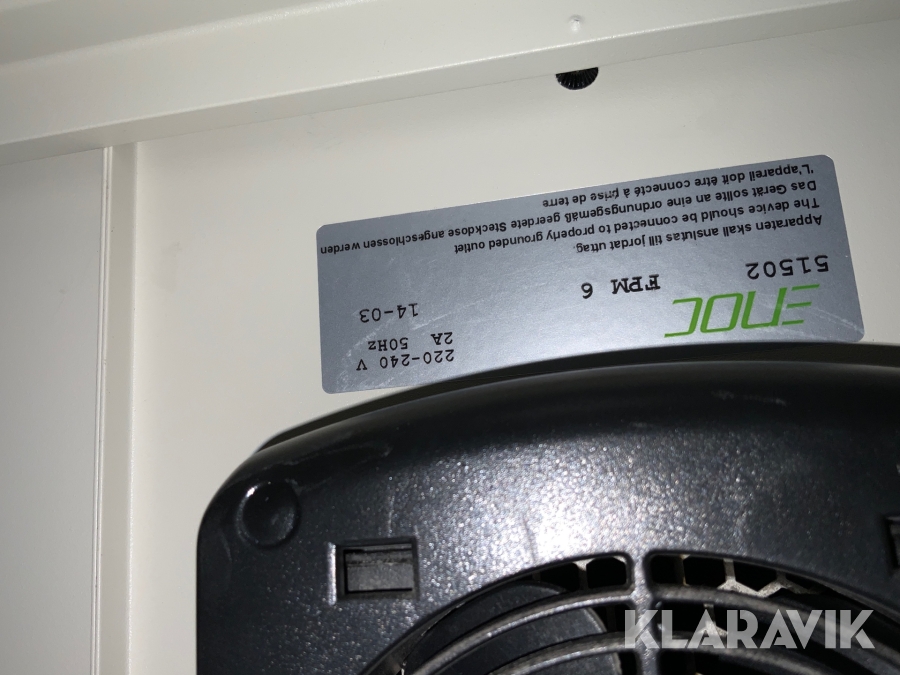 ENOC
220-240 V
2A 50Hz
51502
FPM 6
14-03
Apparaten skall anslutas till jordat uttag.
The device should be connected to properly grounded outlet
Das Gerät sollte an eine ordnungsgemäß geerdete Steckdose angeschlossen werden
'L'appareil doit être connecté à prise de terre
KLARAVIK